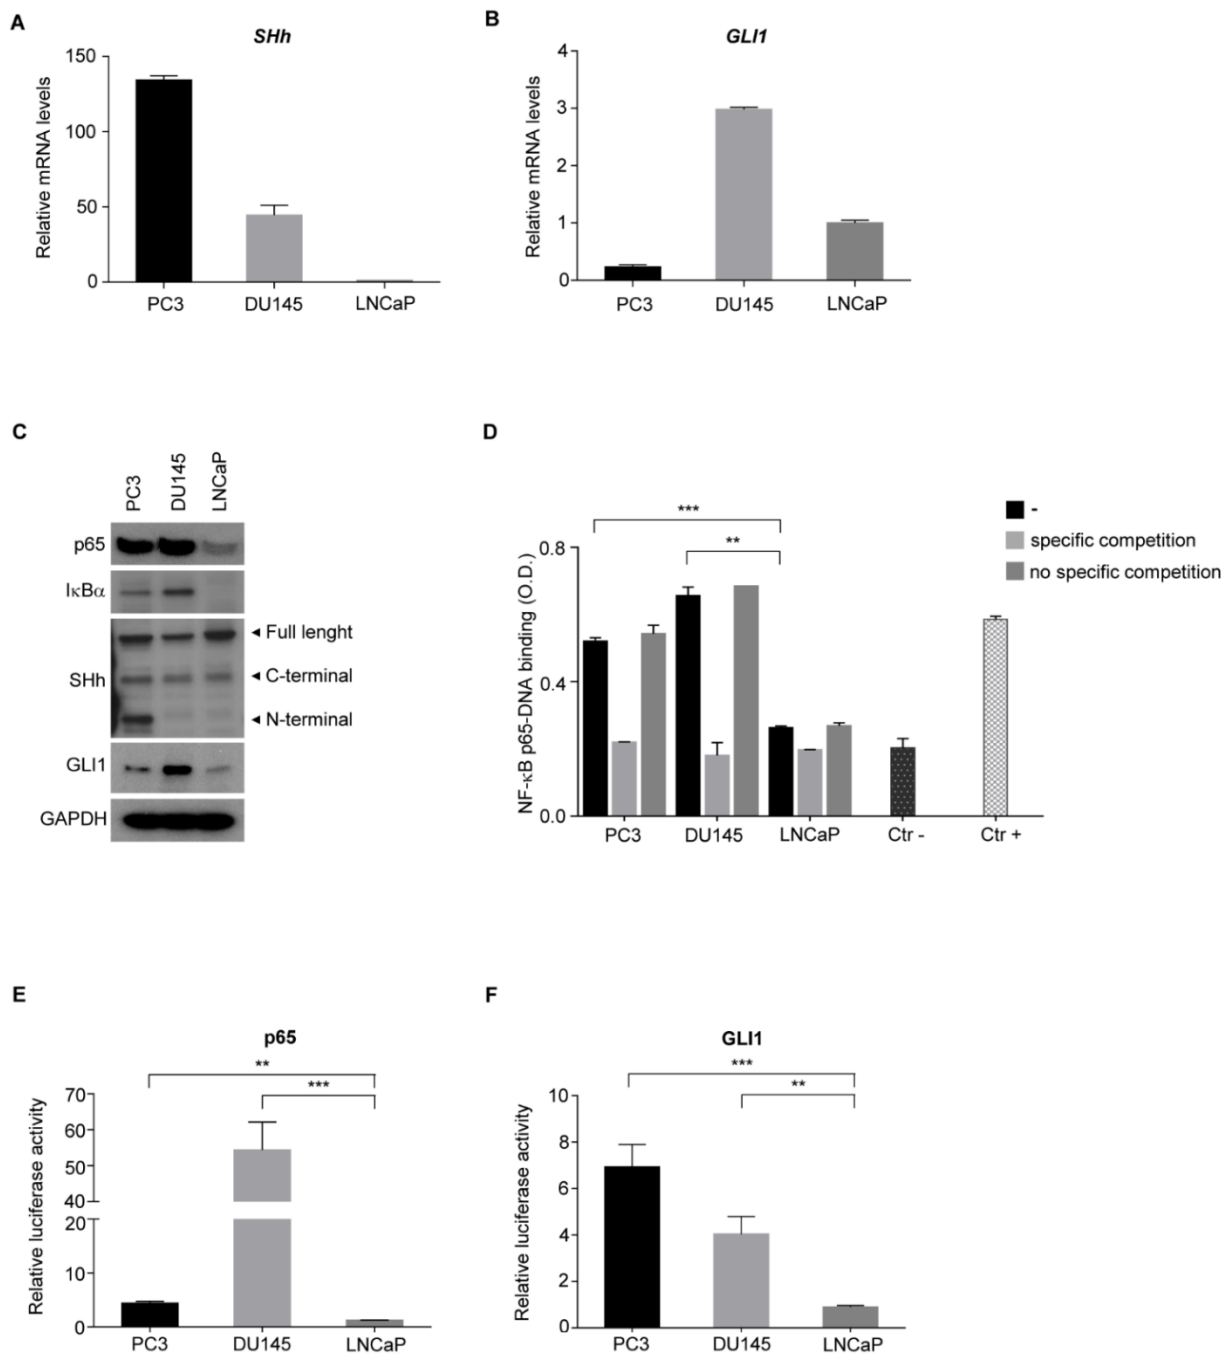 A
SHh
Relative mRNA levels
150
100
50
0
PC3 DU145 LNCaP
B
GLI1
Relative mRNA levels
4
3
2
1
0
PC3 DU145 LNCaP
C
PC3 DU145 LNCaP
p65
IκBα
SHh
◄ Full lenght
◄ C-terminal
◄ N-terminal
GLI1
GAPDH
D
-
specific competition
no specific competition
***
**
NF-κB p65-DNA binding (O.D.)
0.8
0.4
0.0
PC3 DU145 LNCaP Ctr - Ctr +
E
p65
**
***
Relative luciferase activity
70
60
50
40
20
10
0
PC3 DU145 LNCaP
F
GLI1
***
**
Relative luciferase activity
10
8
6
4
2
0
PC3 DU145 LNCaP